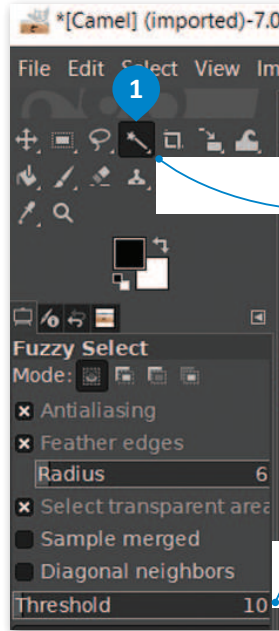 *[Camel] (imported)-7.0
File Edit Select View Im
1
Fuzzy Select
Mode:
Antialiasing
Feather edges
Radius 6
Select transparent area
Sample merged
Diagonal neighbors
Threshold 10